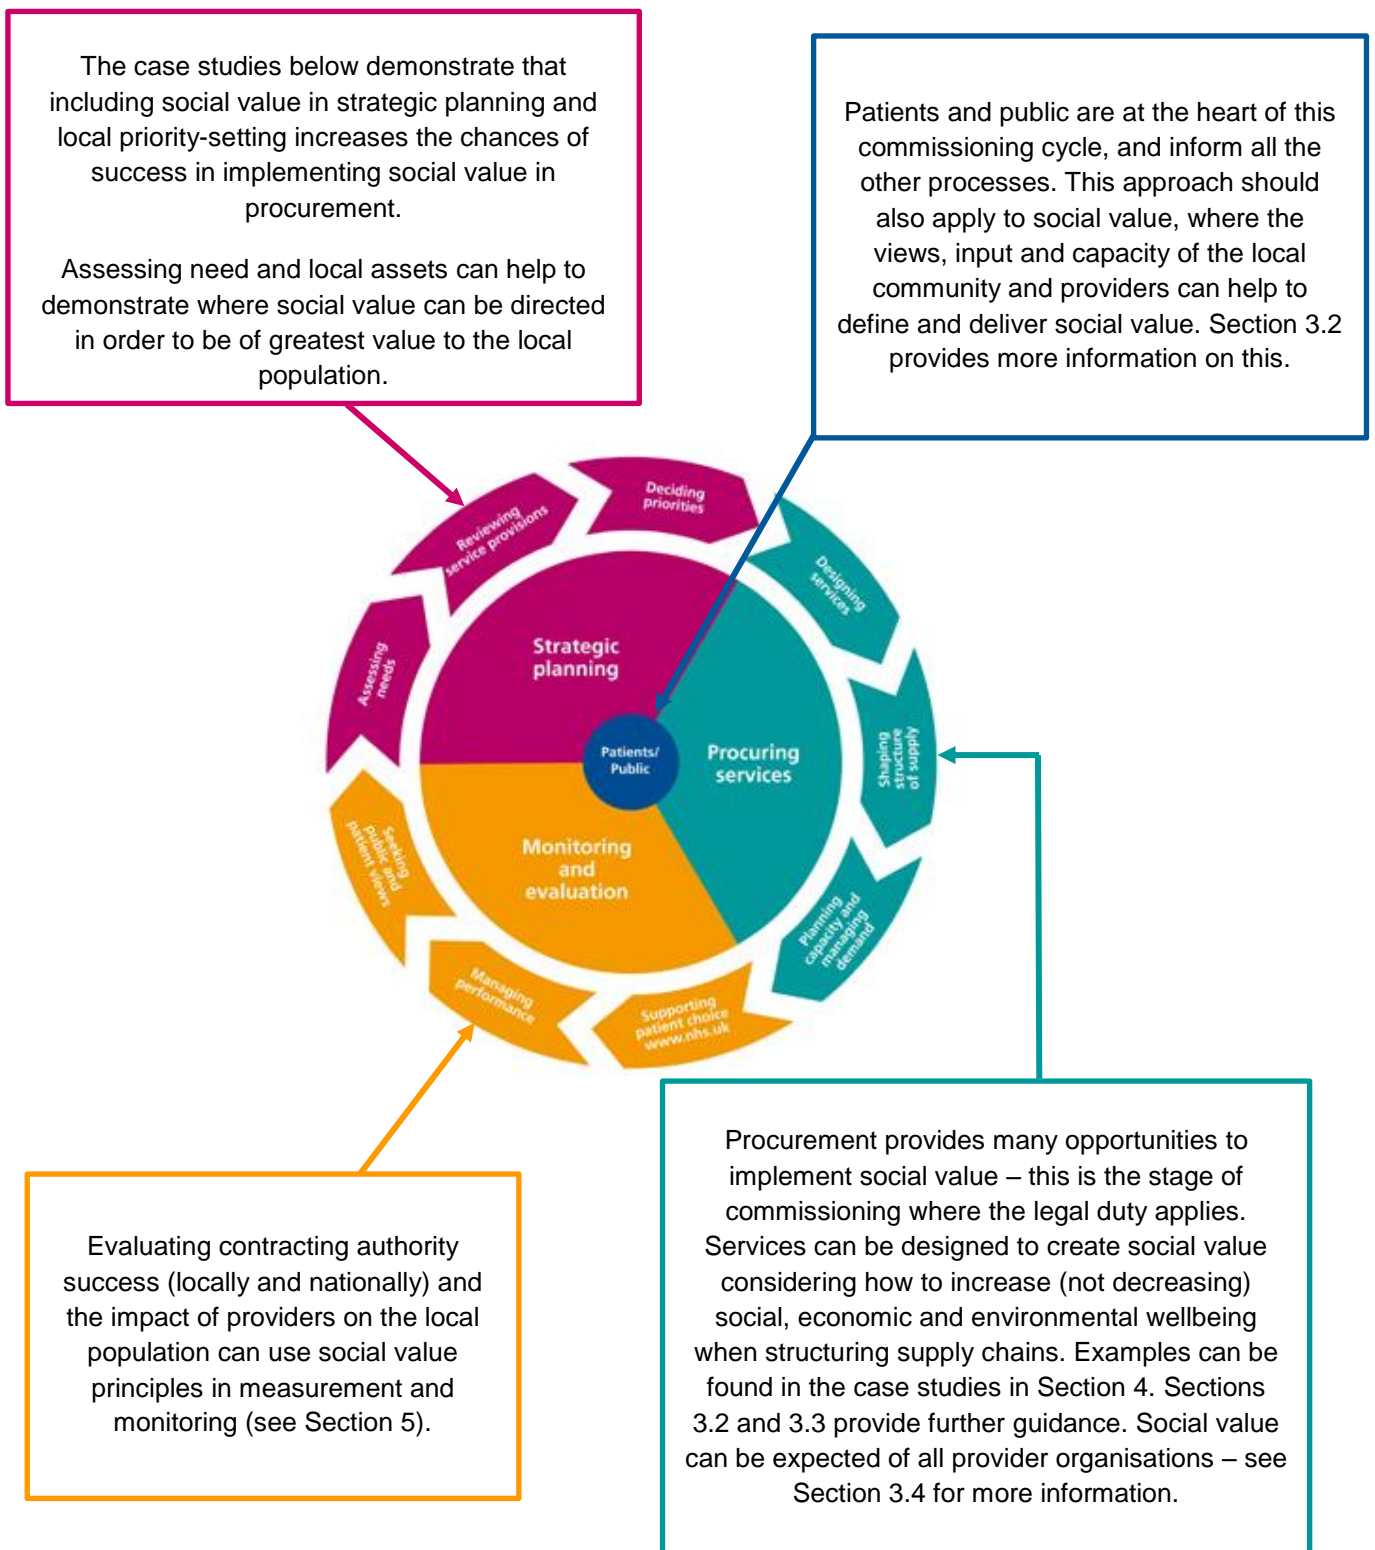 The case studies below demonstrate that
including social value in strategic planning and
local priority-setting increases the chances of
success in implementing social value in
procurement.
Assessing need and local assets can help to
demonstrate where social value can be directed
in order to be of greatest value to the local
population.
Patients and public are at the heart of this
commissioning cycle, and inform all the
other processes. This approach should
also apply to social value, where the
views, input and capacity of the local
community and providers can help to
define and deliver social value. Section 3.2
provides more information on this.
Deciding
priorities
Reviewing
service provisions
Designing
services
Assessing
needs
Strategic
planning
Shaping
structure
of supply
Patients/
Public
Procuring
services
Seeking
public and
patient views
Monitoring
and
evaluation
Planning
capacity and
managing
demand
Managing
performance
Supporting
patient choice
www.nhs.uk
Evaluating contracting authority
success (locally and nationally) and
the impact of providers on the local
population can use social value
principles in measurement and
monitoring (see Section 5).
Procurement provides many opportunities to
implement social value – this is the stage of
commissioning where the legal duty applies.
Services can be designed to create social value
considering how to increase (not decreasing)
social, economic and environmental wellbeing
when structuring supply chains. Examples can be
found in the case studies in Section 4. Sections
3.2 and 3.3 provide further guidance. Social value
can be expected of all provider organisations – see
Section 3.4 for more information.